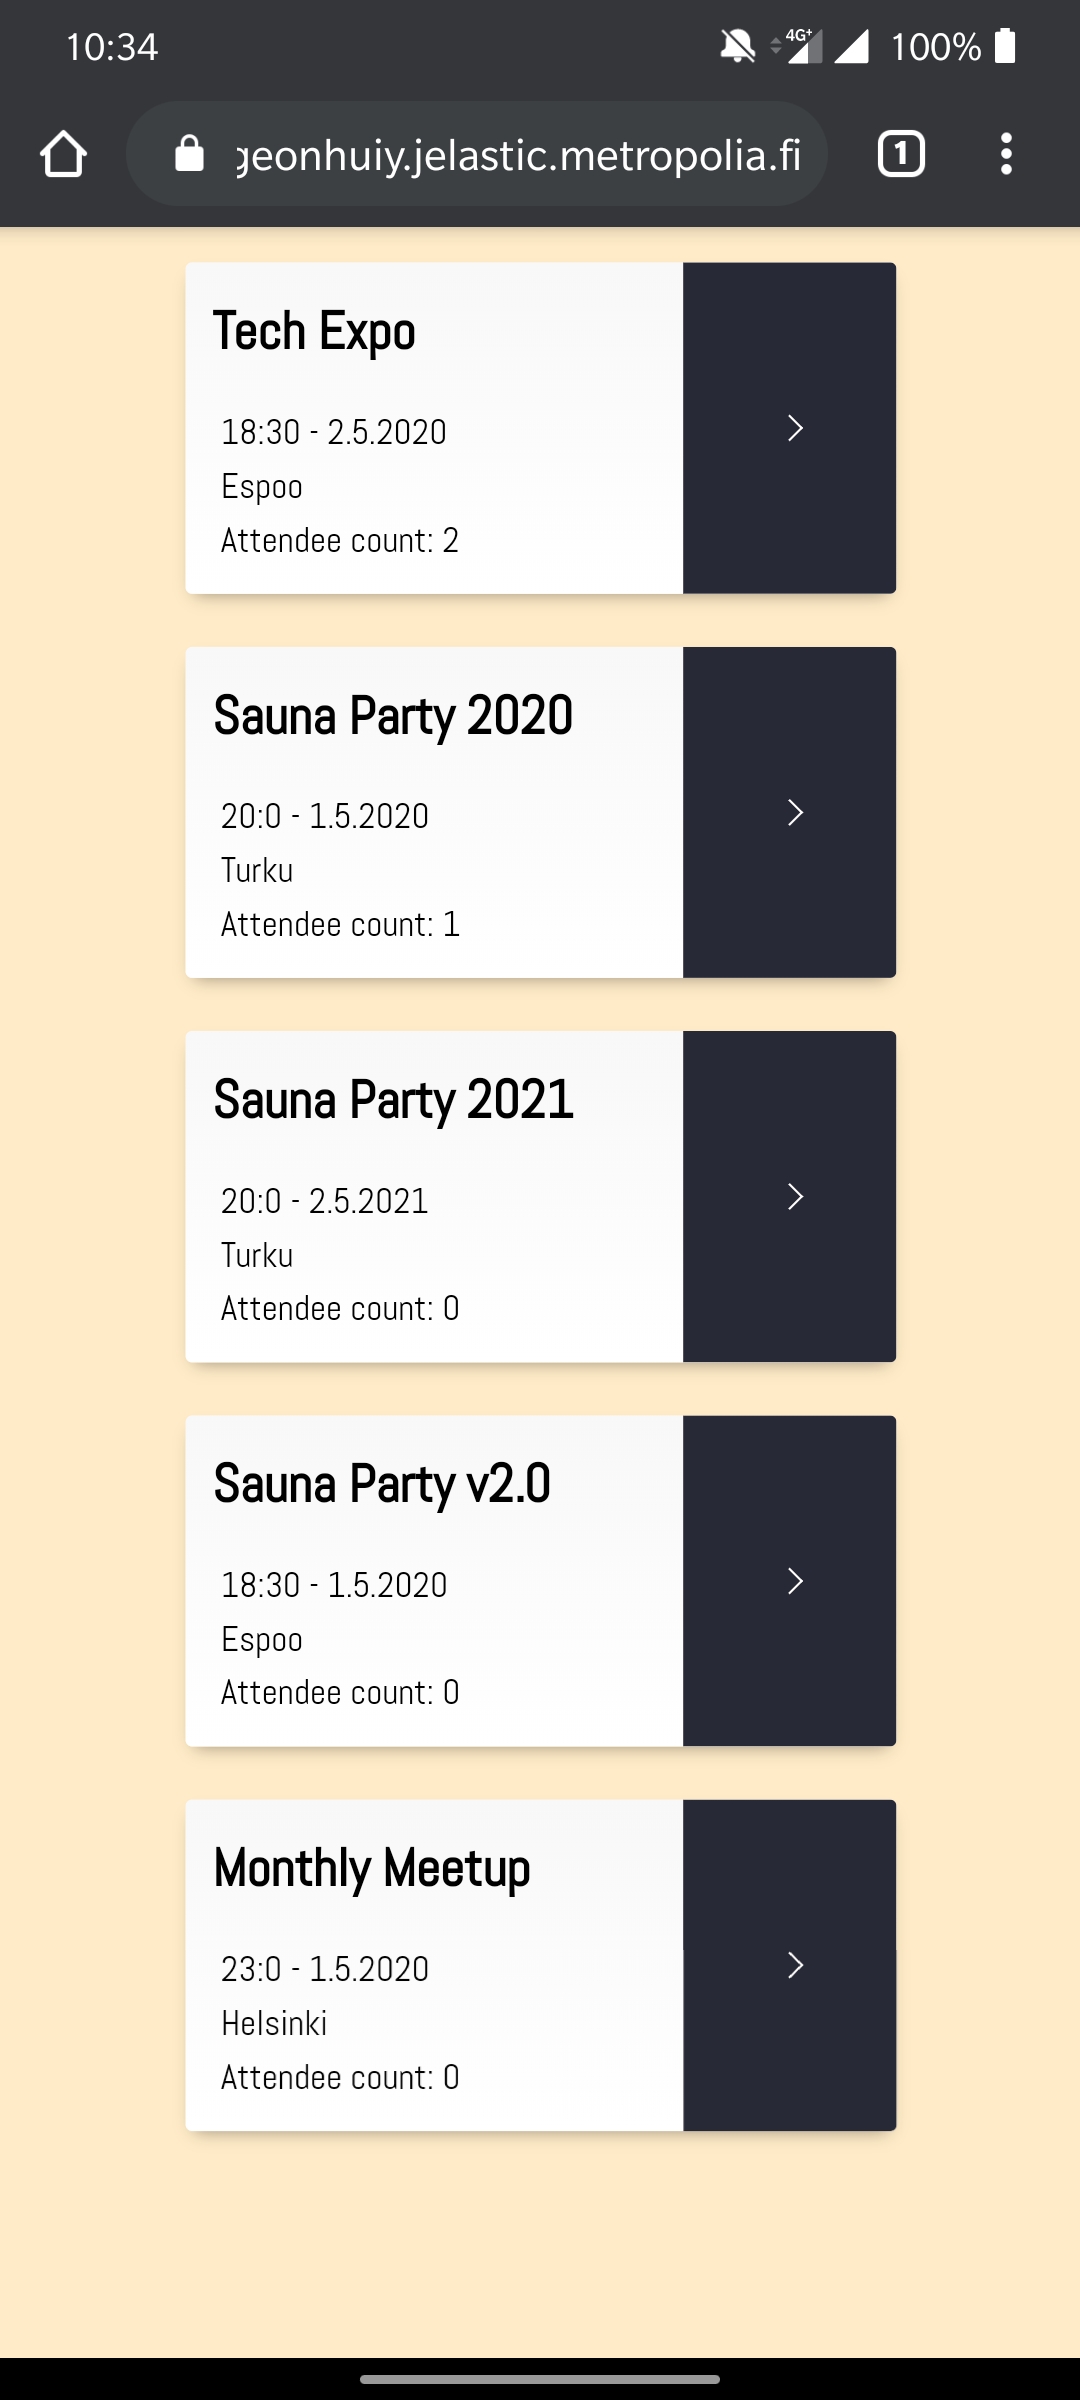 10:34
4G+
100%
geonhuiy.jelastic.metropolia.fi
1
Tech Expo
18:30 - 2.5.2020
Espoo
Attendee count: 2
Sauna Party 2020
20:0 - 1.5.2020
Turku
Attendee count: 1
Sauna Party 2021
20:0 - 2.5.2021
Turku
Attendee count: 0
Sauna Party v2.0
18:30 - 1.5.2020
Espoo
Attendee count: 0
Monthly Meetup
23:0 - 1.5.2020
Helsinki
Attendee count: 0